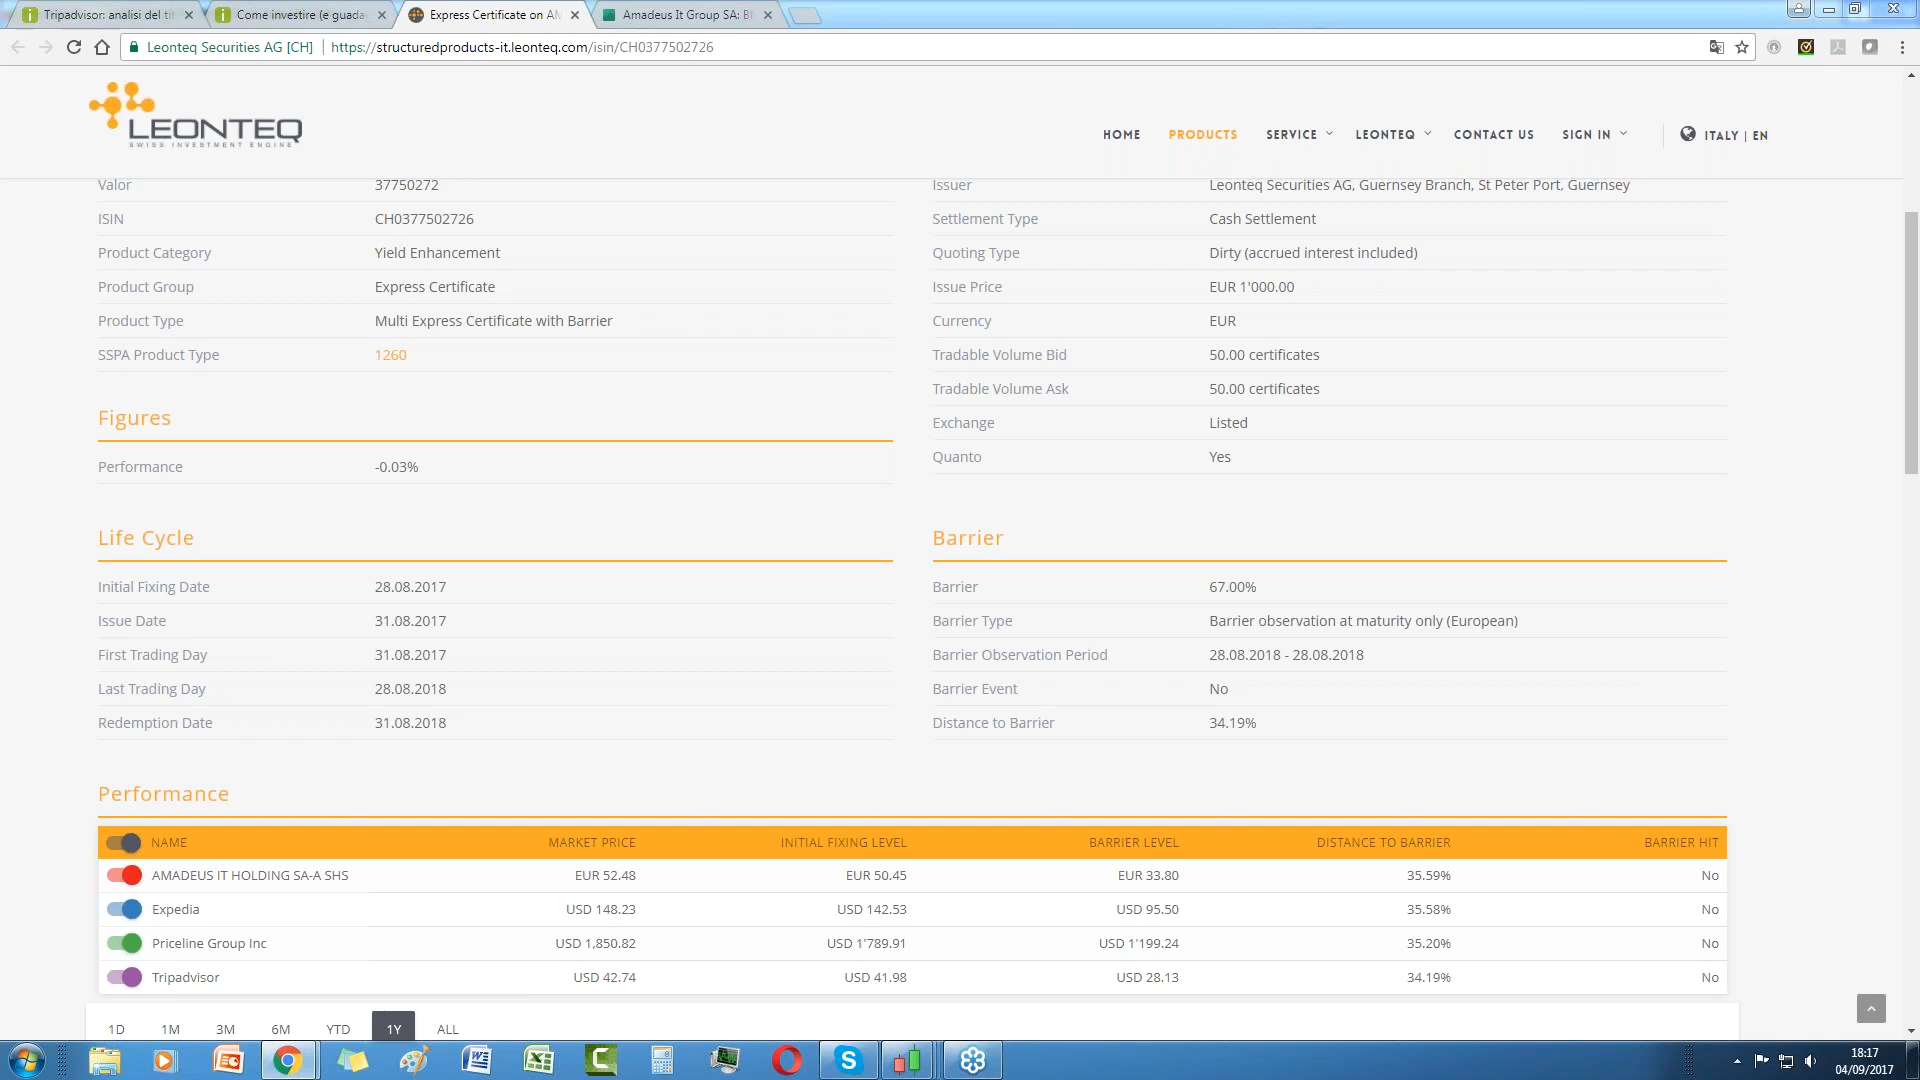 Tripadvisor: analisi del tit
Come investire (e guada
Express Certificate on AM
Amadeus It Group SA: B
Leonteq Securities AG [CH] | https://structuredproducts-it.leonteq.com/isin/CH0377502726
LEONTEQ
SWISS INVESTMENT ENGINE
HOME PRODUCTS SERVICE LEONTEQ CONTACT US SIGN IN ITALY | EN
Valor 37750272
ISIN CH0377502726
Product Category Yield Enhancement
Product Group Express Certificate
Product Type Multi Express Certificate with Barrier
SSPA Product Type 1260
Issuer Leonteq Securities AG, Guernsey Branch, St Peter Port, Guernsey
Settlement Type Cash Settlement
Quoting Type Dirty (accrued interest included)
Issue Price EUR 1'000.00
Currency EUR
Tradable Volume Bid 50.00 certificates
Tradable Volume Ask 50.00 certificates
Exchange Listed
Quanto Yes
Figures
Performance -0.03%
Life Cycle
Initial Fixing Date 28.08.2017
Issue Date 31.08.2017
First Trading Day 31.08.2017
Last Trading Day 28.08.2018
Redemption Date 31.08.2018
Barrier
Barrier 67.00%
Barrier Type Barrier observation at maturity only (European)
Barrier Observation Period 28.08.2018 - 28.08.2018
Barrier Event No
Distance to Barrier 34.19%
Performance
NAME MARKET PRICE INITIAL FIXING LEVEL BARRIER LEVEL DISTANCE TO BARRIER BARRIER HIT
AMADEUS IT HOLDING SA-A SHS EUR 52.48 EUR 50.45 EUR 33.80 35.59% No
Expedia USD 148.23 USD 142.53 USD 95.50 35.58% No
Priceline Group Inc USD 1,850.82 USD 1'789.91 USD 1'199.24 35.20% No
Tripadvisor USD 42.74 USD 41.98 USD 28.13 34.19% No
1D 1M 3M 6M YTD 1Y ALL
18:17
04/09/2017